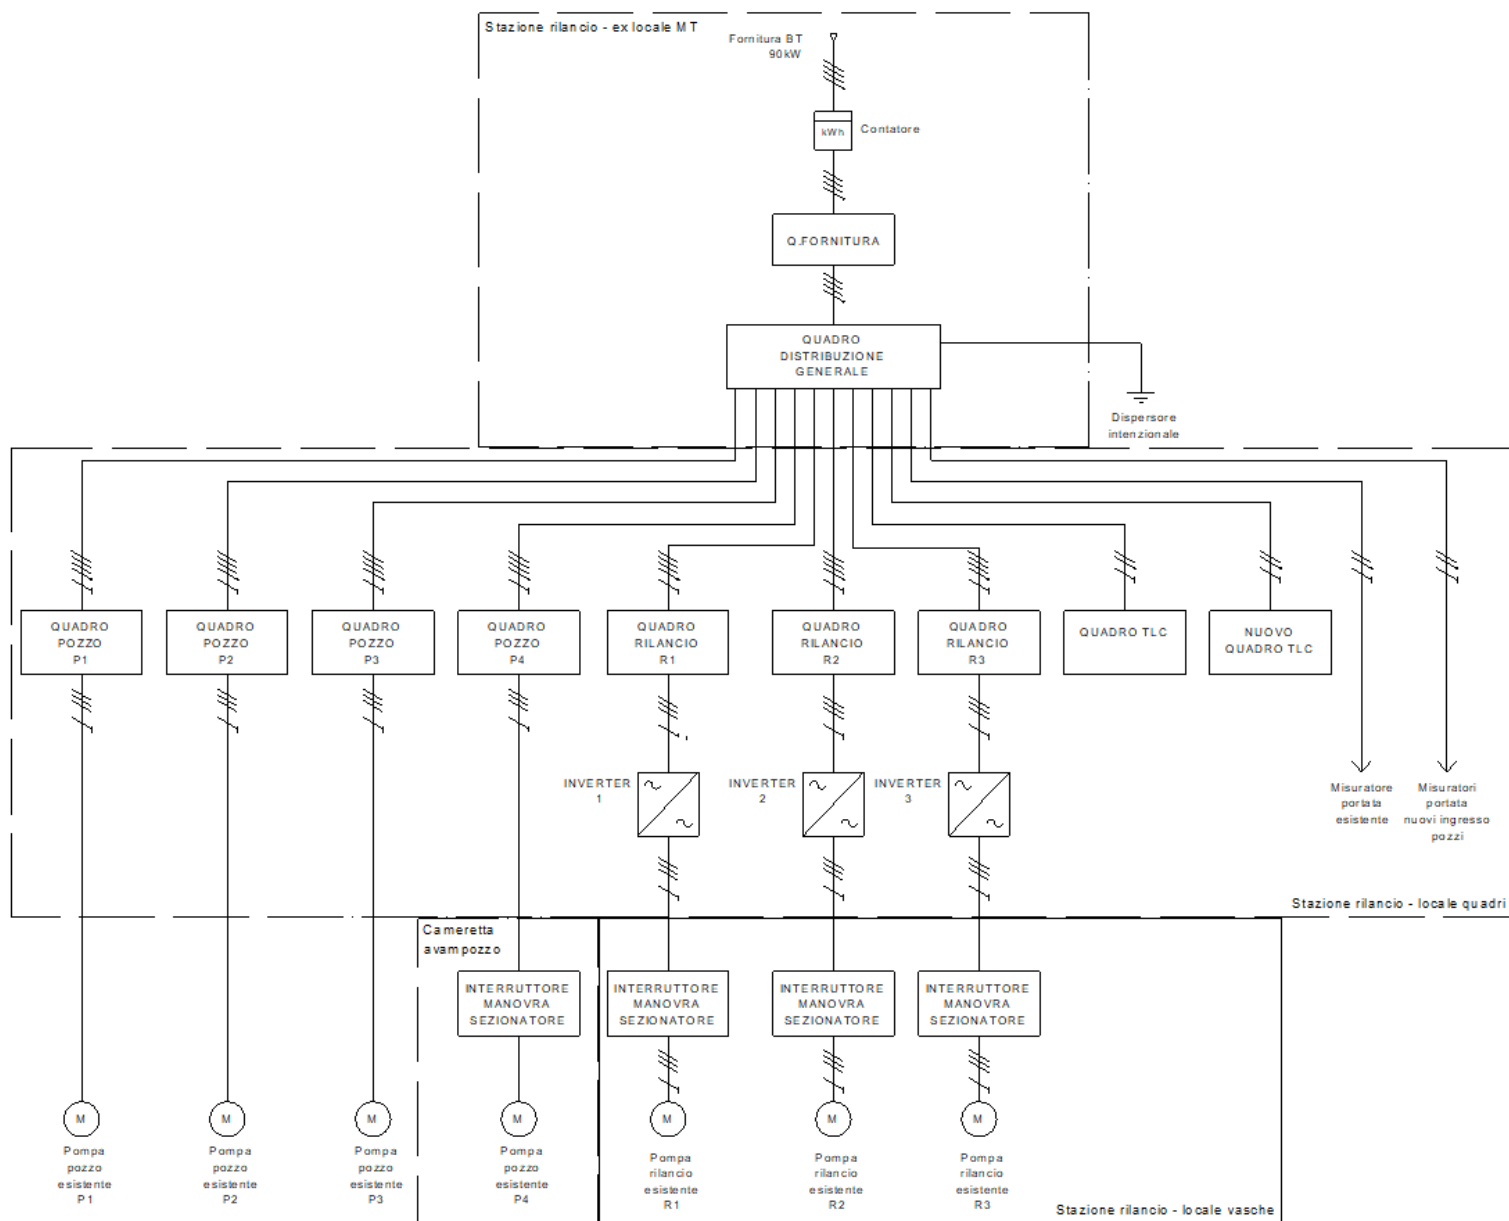 Stazione rilancio - ex locale MT
Fornitura BT
90kW
kWh
Contatore
Q.FORNITURA
QUADRO
DISTRIBUZIONE
GENERALE
Dispersore
intenzionale
QUADRO
POZZO
P1
QUADRO
POZZO
P2
QUADRO
POZZO
P3
QUADRO
POZZO
P4
QUADRO
RILANCIO
R1
QUADRO
RILANCIO
R2
QUADRO
RILANCIO
R3
QUADRO TLC
NUOVO
QUADRO TLC
INVERTER
1
INVERTER
2
INVERTER
3
Misuratore
portata
esistente
Misuratori
portata
nuovi ingresso
pozzi
Stazione rilancio - locale quadri
Cameretta
avampozzo
INTERRUTTORE
MANOVRA
SEZIONATORE
INTERRUTTORE
MANOVRA
SEZIONATORE
INTERRUTTORE
MANOVRA
SEZIONATORE
INTERRUTTORE
MANOVRA
SEZIONATORE
M
M
M
M
M
M
M
Pompa
pozzo
esistente
P1
Pompa
pozzo
esistente
P2
Pompa
pozzo
esistente
P3
Pompa
pozzo
esistente
P4
Pompa
rilancio
esistente
R1
Pompa
rilancio
esistente
R2
Pompa
rilancio
esistente
R3
Stazione rilancio - locale vasche